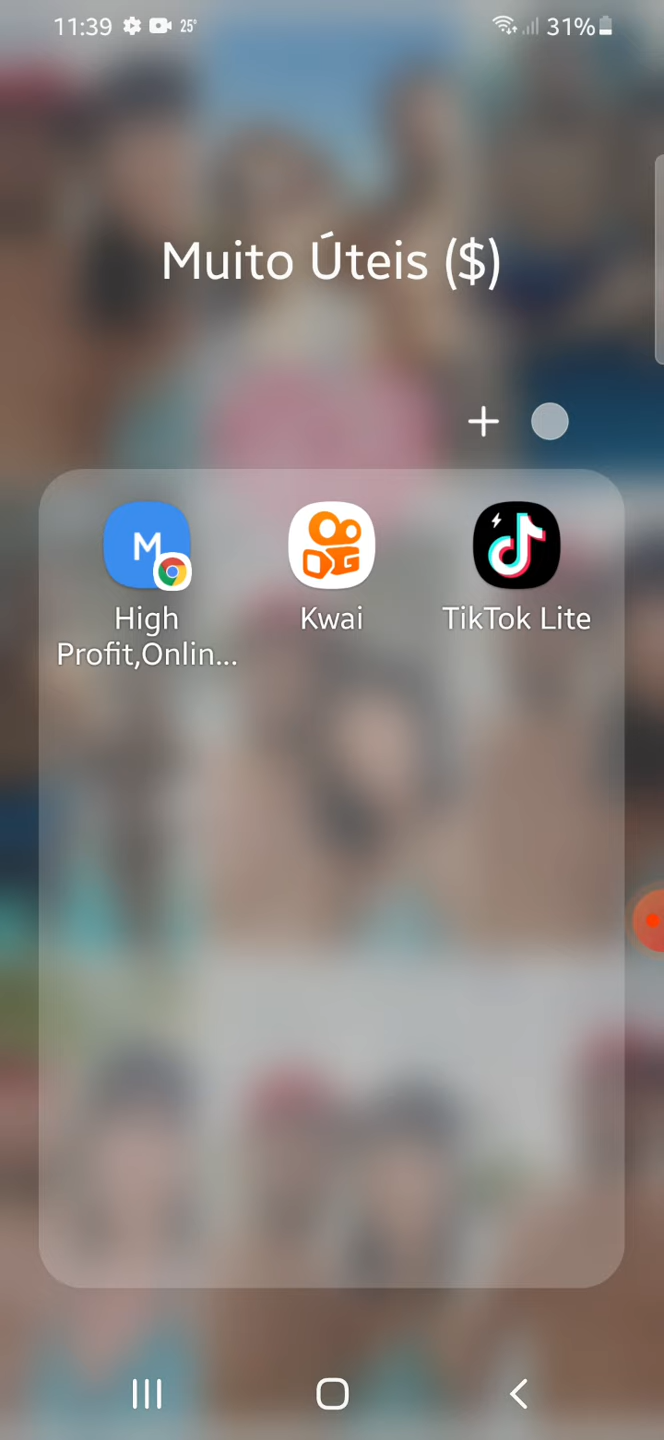 11:39 25° 31%
Muito Úteis ($)
M
High
Profit,Onlin...
Kwai
TikTok Lite